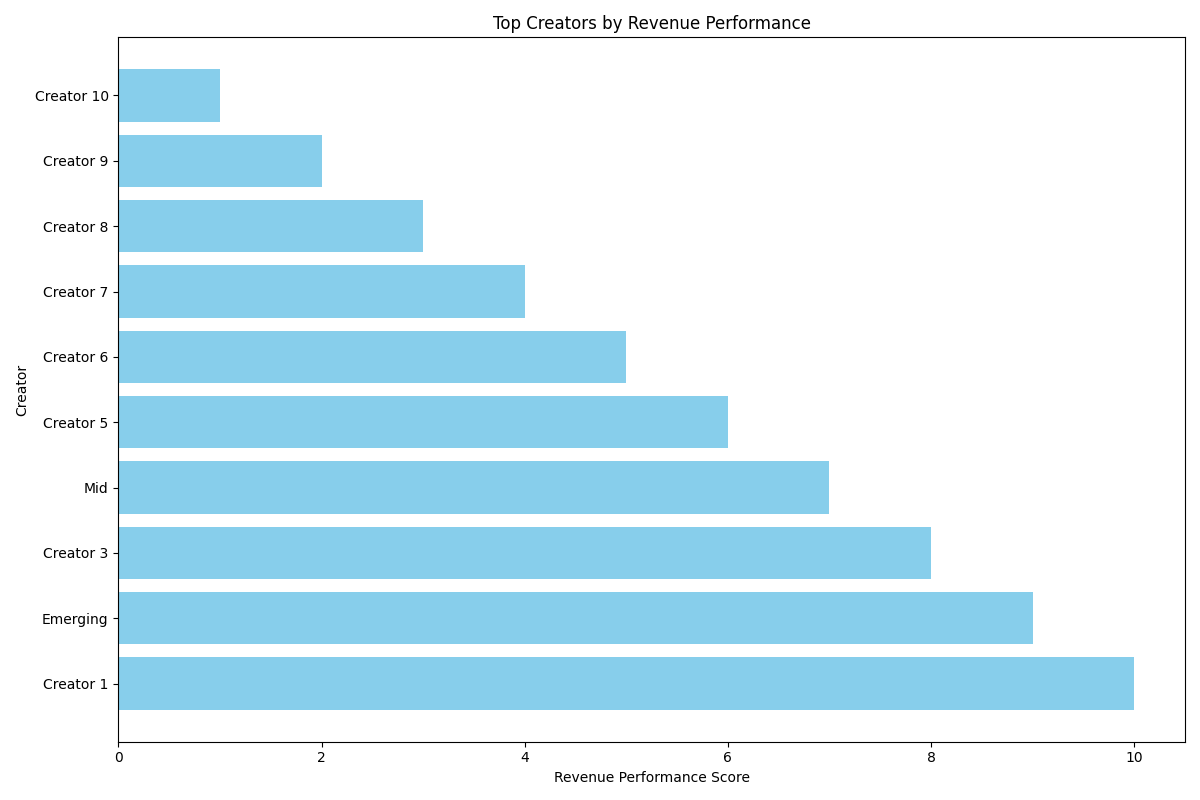 Top Creators by Revenue Performance
Creator 10
Creator 9
Creator 8
Creator 7
Creator 6
Creator 5
Mid
Creator 3
Emerging
Creator 1
Creator
0 2 4 6 8 10
Revenue Performance Score